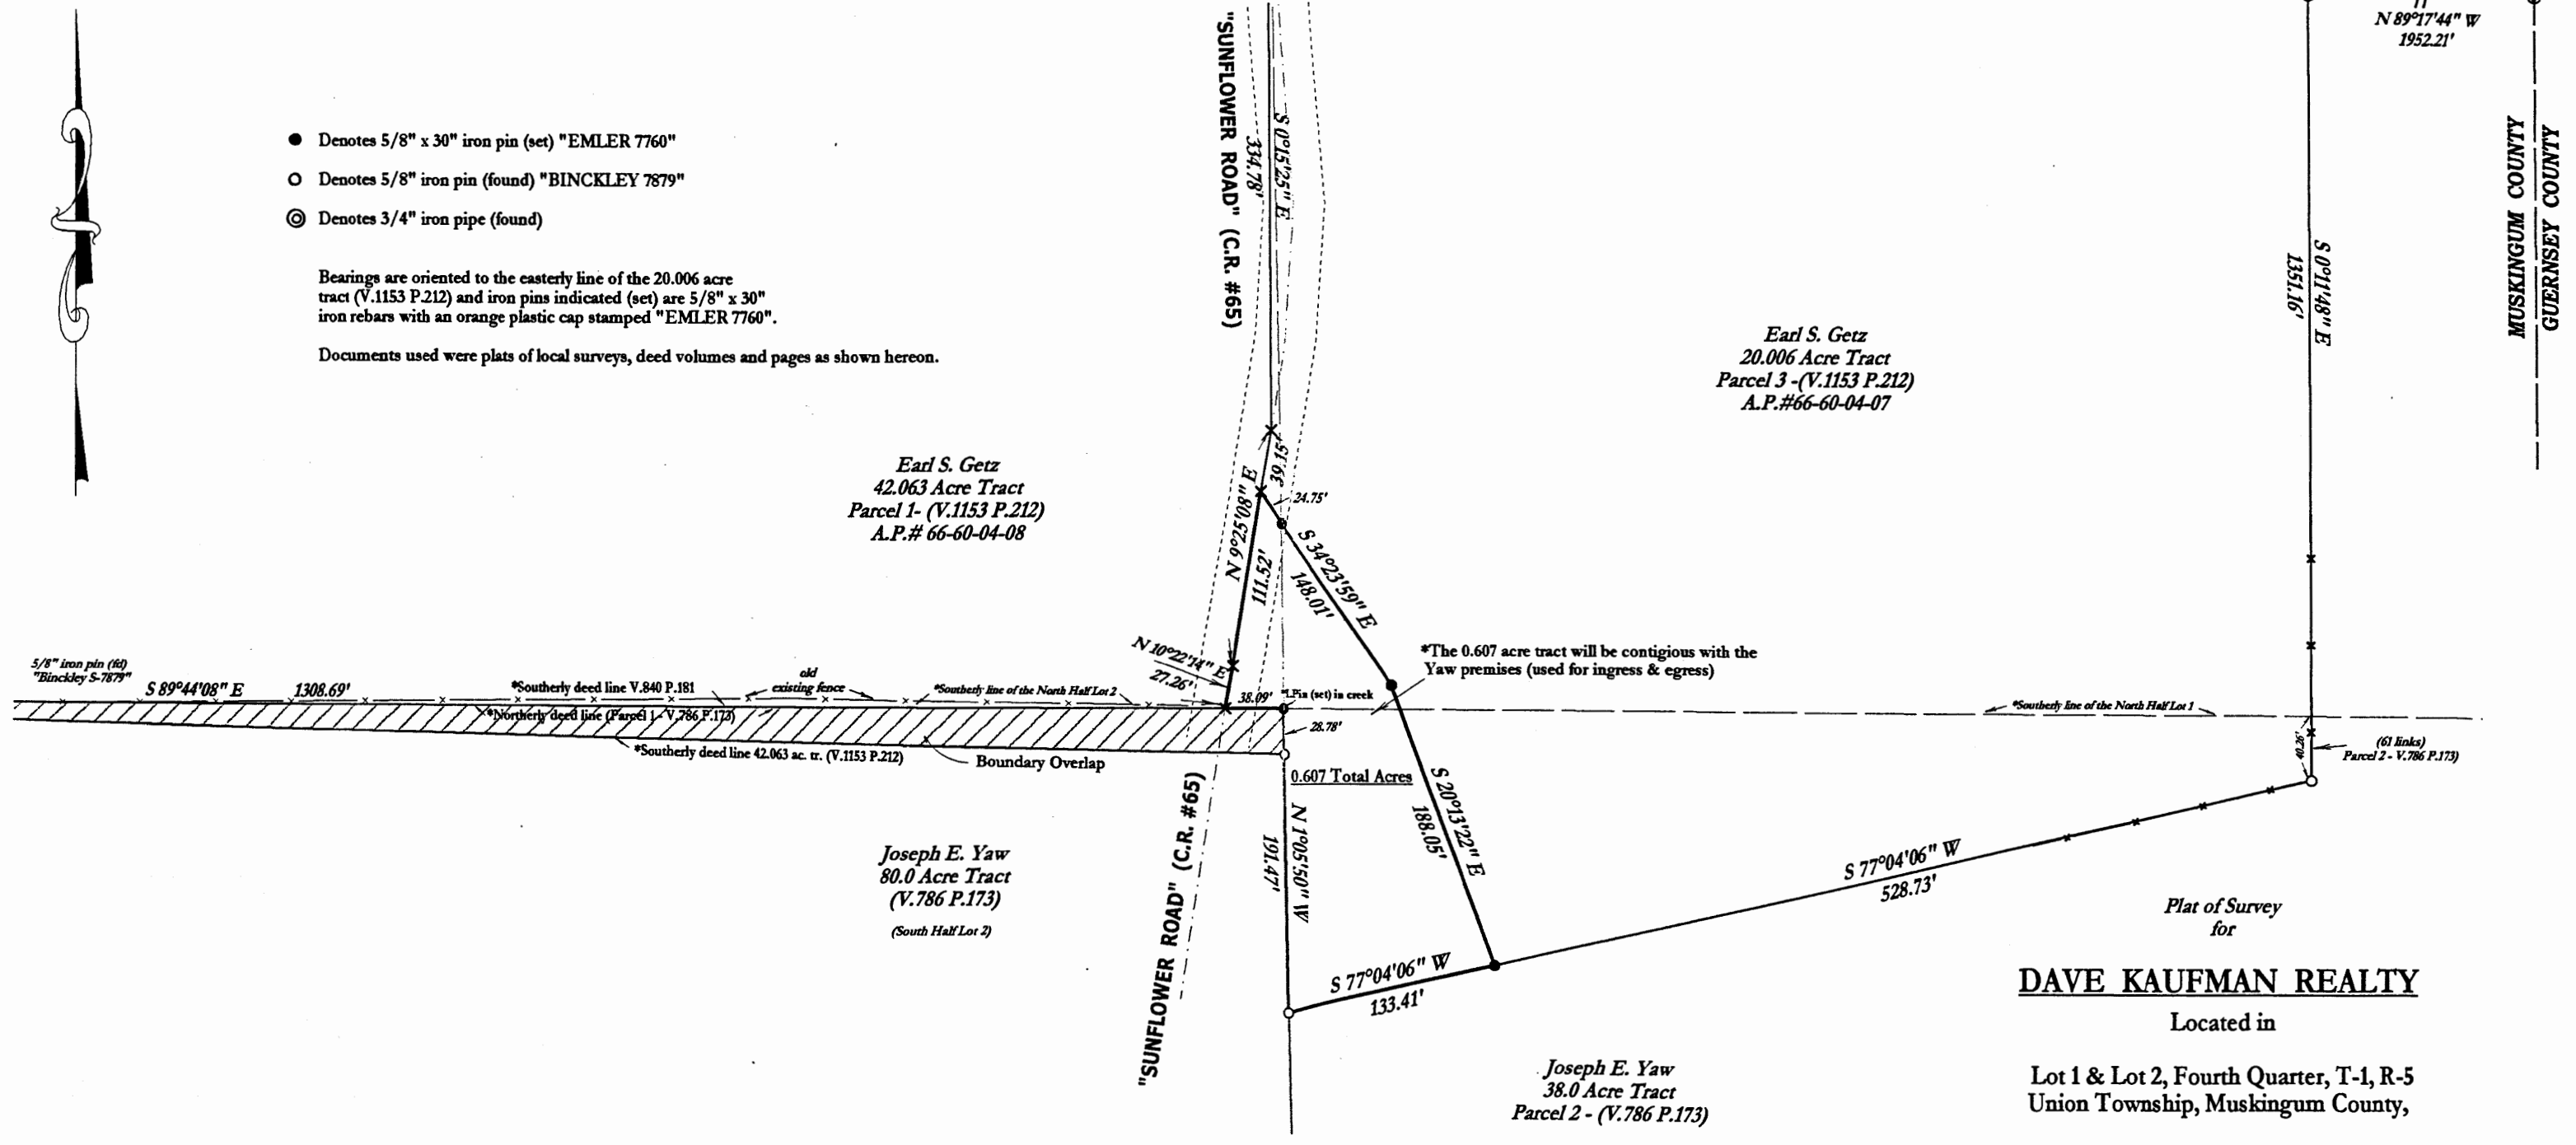 N 89°17'44" W
1952.21'
MUSKINGUM COUNTY
GUERNSEY COUNTY
"SUNFLOWER ROAD" (C.R. #65)
334.78'
S 0°15'25" E
S 0°11'48" E
1351.16'
Denotes 5/8" x 30" iron pin (set) "EMLER 7760"
Denotes 5/8" iron pin (found) "BINCKLEY 7879"
Denotes 3/4" iron pipe (found)
Bearings are oriented to the easterly line of the 20.006 acre
tract (V.1153 P.212) and iron pins indicated (set) are 5/8" x 30"
iron rebars with an orange plastic cap stamped "EMLER 7760".
Documents used were plats of local surveys, deed volumes and pages as shown hereon.
Earl S. Getz
20.006 Acre Tract
Parcel 3 -(V.1153 P.212)
A.P.#66-60-04-07
Earl S. Getz
42.063 Acre Tract
Parcel 1- (V.1153 P.212)
A.P.# 66-60-04-08
39.15'
24.75'
N 9°25'08" E
111.52'
S 34°23'59" E
148.01'
N 10°22'14" E
27.26'
38.09'
*I.Pin (set) in creek
28.78'
*The 0.607 acre tract will be contigious with the
Yaw premises (used for ingress & egress)
5/8" iron pin (fd)
"Binckley S-7879"
S 89°44'08" E 1308.69'
*Southerly deed line V.840 P.181
old
existing fence
*Southerly line of the North Half Lot 2
*Northerly deed line (Parcel 1 - V.786 P.173)
*Southerly deed line 42.063 ac. tr. (V.1153 P.212)
Boundary Overlap
*Southerly line of the North Half Lot 1
40.26'
(61 links)
Parcel 2 - V.786 P.173)
0.607 Total Acres
S 20°13'22" E
188.05'
N 1°05'50" W
191.47'
"SUNFLOWER ROAD" (C.R. #65)
Joseph E. Yaw
80.0 Acre Tract
(V.786 P.173)
(South Half Lot 2)
S 77°04'06" W
528.73'
S 77°04'06" W
133.41'
Joseph E. Yaw
38.0 Acre Tract
Parcel 2 - (V.786 P.173)
Plat of Survey
for
DAVE KAUFMAN REALTY
Located in
Lot 1 & Lot 2, Fourth Quarter, T-1, R-5
Union Township, Muskingum County,